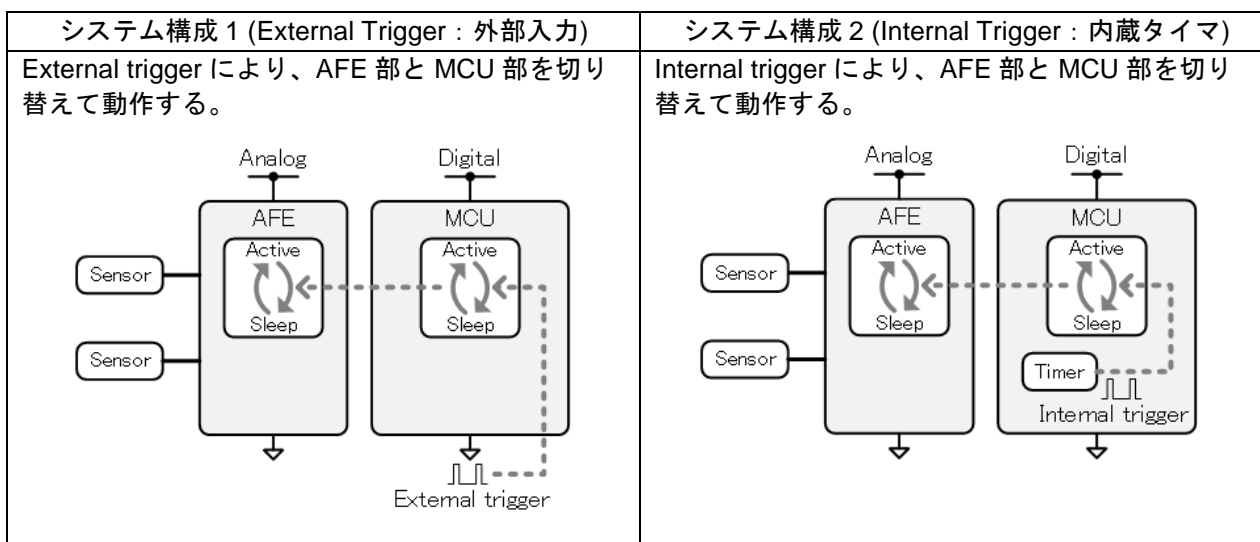 システム構成 1 (External Trigger：外部入力)
External trigger により、AFE 部と MCU 部を切り
替えて動作する。
Analog
Digital
AFE
MCU
Active
Active
Sensor
Sleep
Sleep
Sensor
External trigger
システム構成 2 (Internal Trigger：内蔵タイマ)
Internal trigger により、AFE 部と MCU 部を切り
替えて動作する。
Analog
Digital
AFE
MCU
Active
Active
Sensor
Sleep
Sleep
Sensor
Timer
Internal trigger